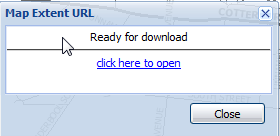 Map Extent URL
Ready for download
click here to open
Close